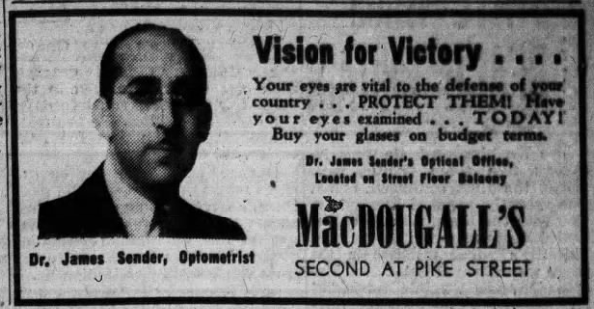 Vision for Victory . . . .
Your eyes are vital to the defense of your
country . . . PROTECT THEM! Have
your eyes examined . . . TODAY!
Buy your glasses on budget terms.
Dr. James Sender's Optical Office,
Located on Street Floor Balcony
MacDOUGALL'S
SECOND AT PIKE STREET
Dr. James Sender, Optometrist